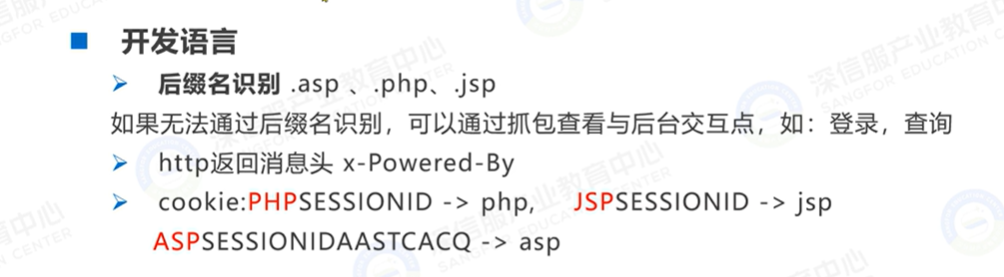 开发语言
后缀名识别 .asp 、.php、.jsp
如果无法通过后缀名识别，可以通过抓包查看与后台交互点，如：登录，查询
http返回消息头 x-Powered-By
cookie:PHPSESSIONID -> php, JSPSESSIONID -> jsp
ASPSESSIONIDAASTCACQ -> asp
深信服产业教育中心
SANGFOR EDUCATION CENTER